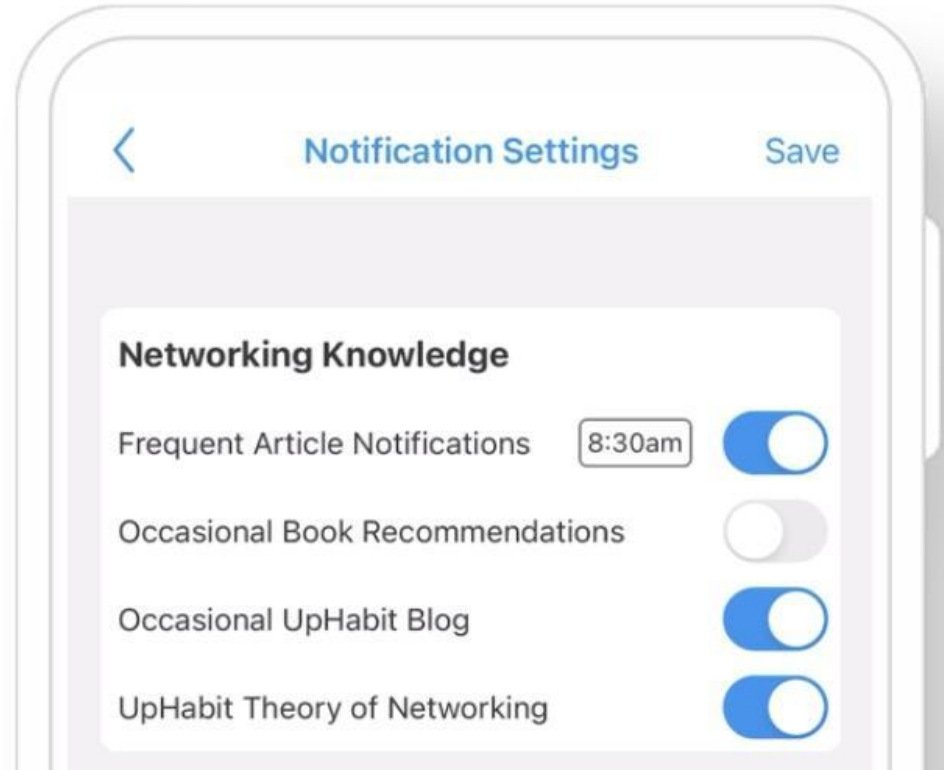 Notification Settings Save
Networking Knowledge
Frequent Article Notifications 8:30am
Occasional Book Recommendations
Occasional UpHabit Blog
UpHabit Theory of Networking